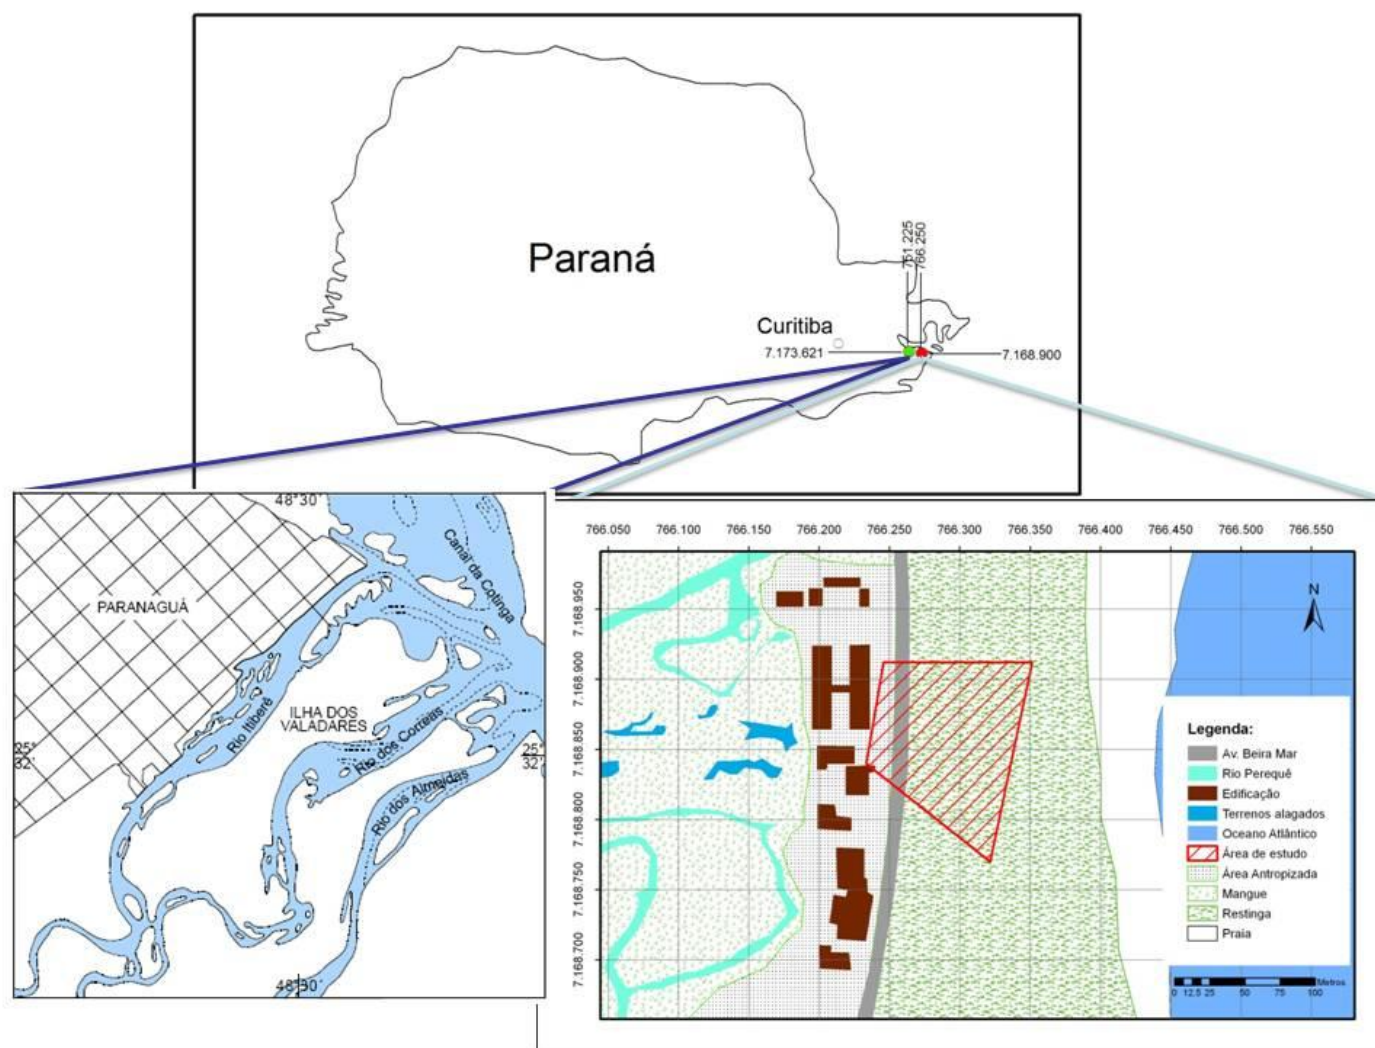 751.225
766.250
Paraná
Curitiba
7.173.621
7.168.900
48°30'
Canal da Cotinga
PARANAGUÁ
Rio Itiberê
ILHA DOS
VALADARES
Rio dos Correas
Rio dos Almeidas
25°
32'
25°
32'
48°30'
766.050 766.100 766.150 766.200 766.250 766.300 766.350 766.400 766.450 766.500 766.550
7.168.950
7.168.900
7.168.850
7.168.800
7.168.750
7.168.700
N
Legenda:
Av. Beira Mar
Rio Perequê
Edificação
Terrenos alagados
Oceano Atlântico
Área de estudo
Área Antropizada
Mangue
Restinga
Praia
Metros
0 12,5 25 50 75 100